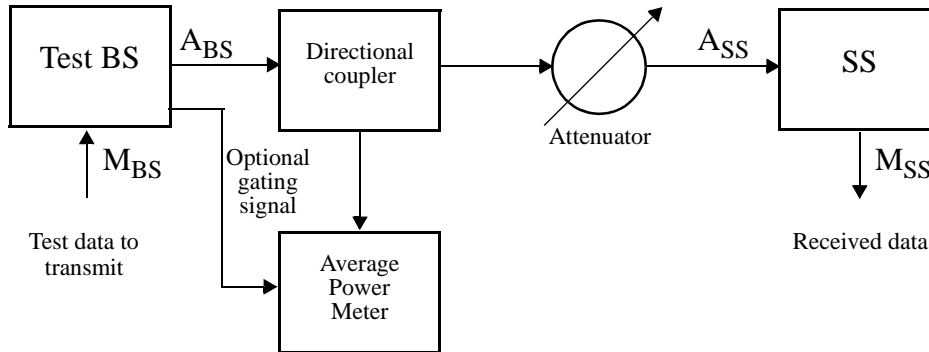 Test BS
A_BS
Directional
coupler
A_SS
SS
Attenuator
M_BS
Optional
gating
signal
M_SS
Test data to
transmit
Average
Power
Meter
Received data